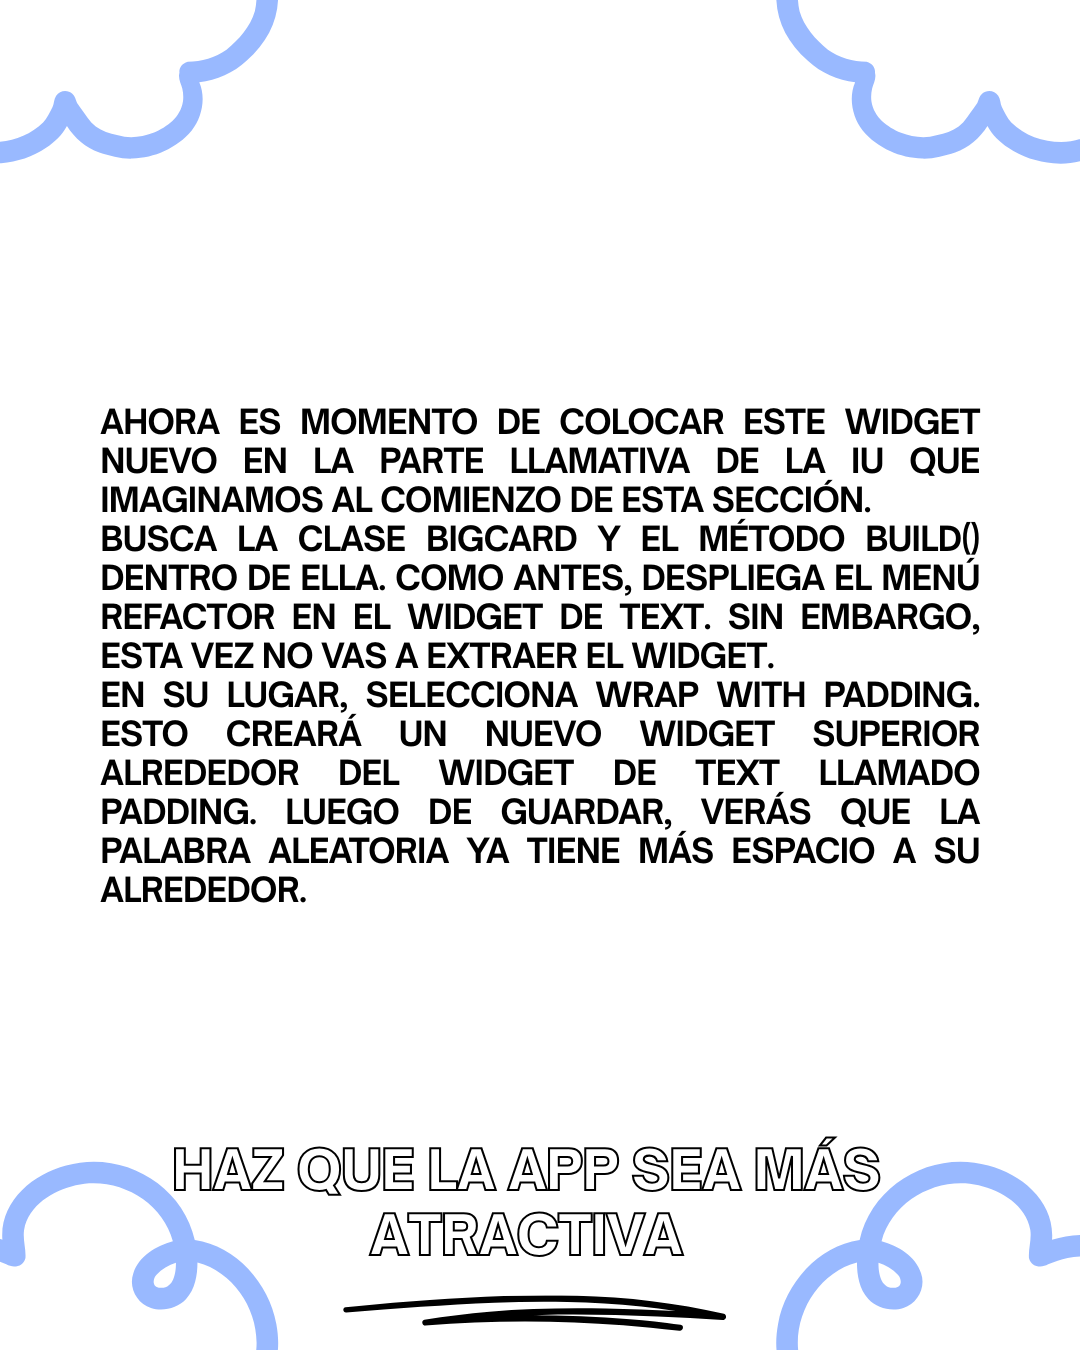 AHORA ES MOMENTO DE COLOCAR ESTE WIDGET
NUEVO EN LA PARTE LLAMATIVA DE LA IU QUE
IMAGINAMOS AL COMIENZO DE ESTA SECCIÓN.
BUSCA LA CLASE BIGCARD Y EL MÉTODO BUILD()
DENTRO DE ELLA. COMO ANTES, DESPLIEGA EL MENÚ
REFACTOR EN EL WIDGET DE TEXT. SIN EMBARGO,
ESTA VEZ NO VAS A EXTRAER EL WIDGET.
EN SU LUGAR, SELECCIONA WRAP WITH PADDING.
ESTO CREARÁ UN NUEVO WIDGET SUPERIOR
ALREDEDOR DEL WIDGET DE TEXT LLAMADO
PADDING. LUEGO DE GUARDAR, VERÁS QUE LA
PALABRA ALEATORIA YA TIENE MÁS ESPACIO A SU
ALREDEDOR.
HAZ QUE LA APP SEA MÁS
ATRACTIVA